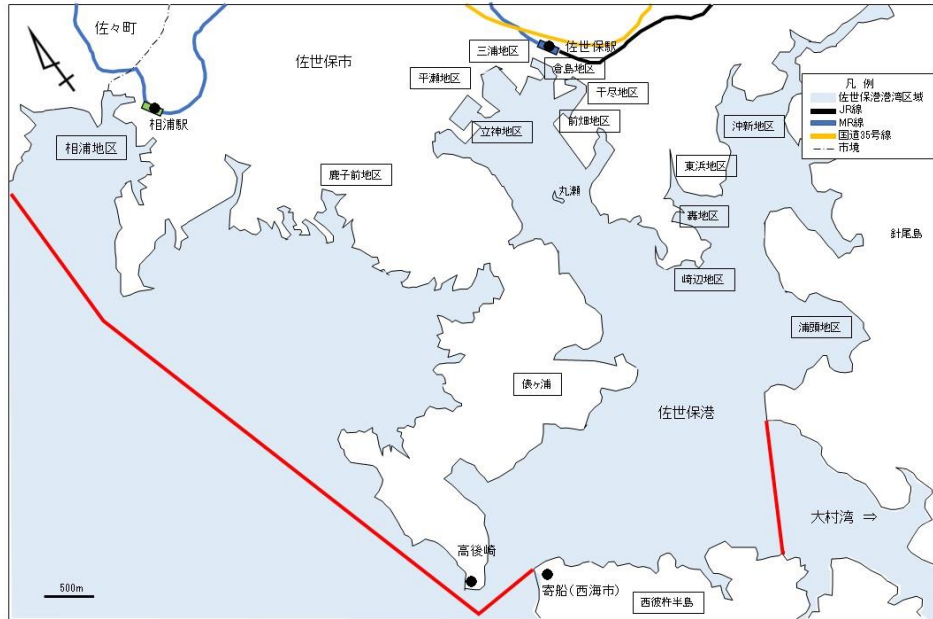 佐々町
佐世保市
三浦地区
佐世保駅
倉島地区
平瀬地区
干尽地区
前畑地区
立神地区
相浦駅
相浦地区
鹿子前地区
丸瀬
沖新地区
東浜地区
轟地区
崎辺地区
針尾島
浦頭地区
俵ヶ浦
佐世保港
大村湾 ⇒
高後崎
寄船(西海市)
西彼杵半島
500m
凡 例
佐世保港港湾区域
JR線
MR線
国道35号線
市境